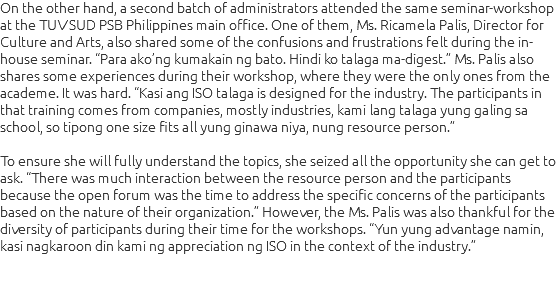 On the other hand, a second batch of administrators attended the same seminar-workshop
at the TUV-SUD PSB Philippines main office. One of them, Ms. Ricamela Palis, Director for
Culture and Arts, also shared some of the confusions and frustrations felt during the in-
house seminar. “Para ako’ng kumakain ng bato. Hindi ko talaga ma-digest.” Ms. Palis also
shares some experiences during their workshop, where they were the only ones from the
academe. It was hard. “Kasi ang ISO talaga is designed for the industry. The participants in
that training comes from companies, mostly industries, kami lang talaga yung galing sa
school, so tipong one size fits all yung ginawa niya, nung resource person.”

To ensure she will fully understand the topics, she seized all the opportunity she can get to
ask. “There was much interaction between the resource person and the participants
because the open forum was the time to address the specific concerns of the participants
based on the nature of their organization.” However, the Ms. Palis was also thankful for the
diversity of participants during their time for the workshops. “Yun yung advantage namin,
kasi nagkaroon din kami ng appreciation ng ISO in the context of the industry.”